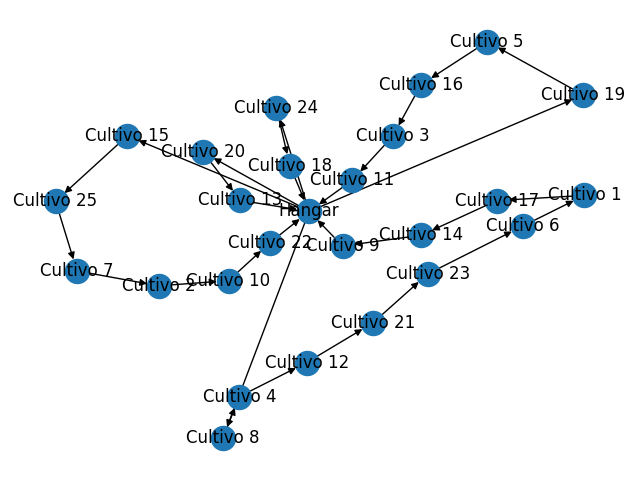 Cultivo 5
Cultivo 16
Cultivo 19
Cultivo 24
Cultivo 15
Cultivo 3
Cultivo 20
Cultivo 18
Cultivo 11
Cultivo 25
Cultivo 13
Hangar
Cultivo 17
Cultivo 1
Cultivo 6
Cultivo 22
Cultivo 9
Cultivo 14
Cultivo 7
Cultivo 2
Cultivo 10
Cultivo 23
Cultivo 21
Cultivo 12
Cultivo 4
Cultivo 8